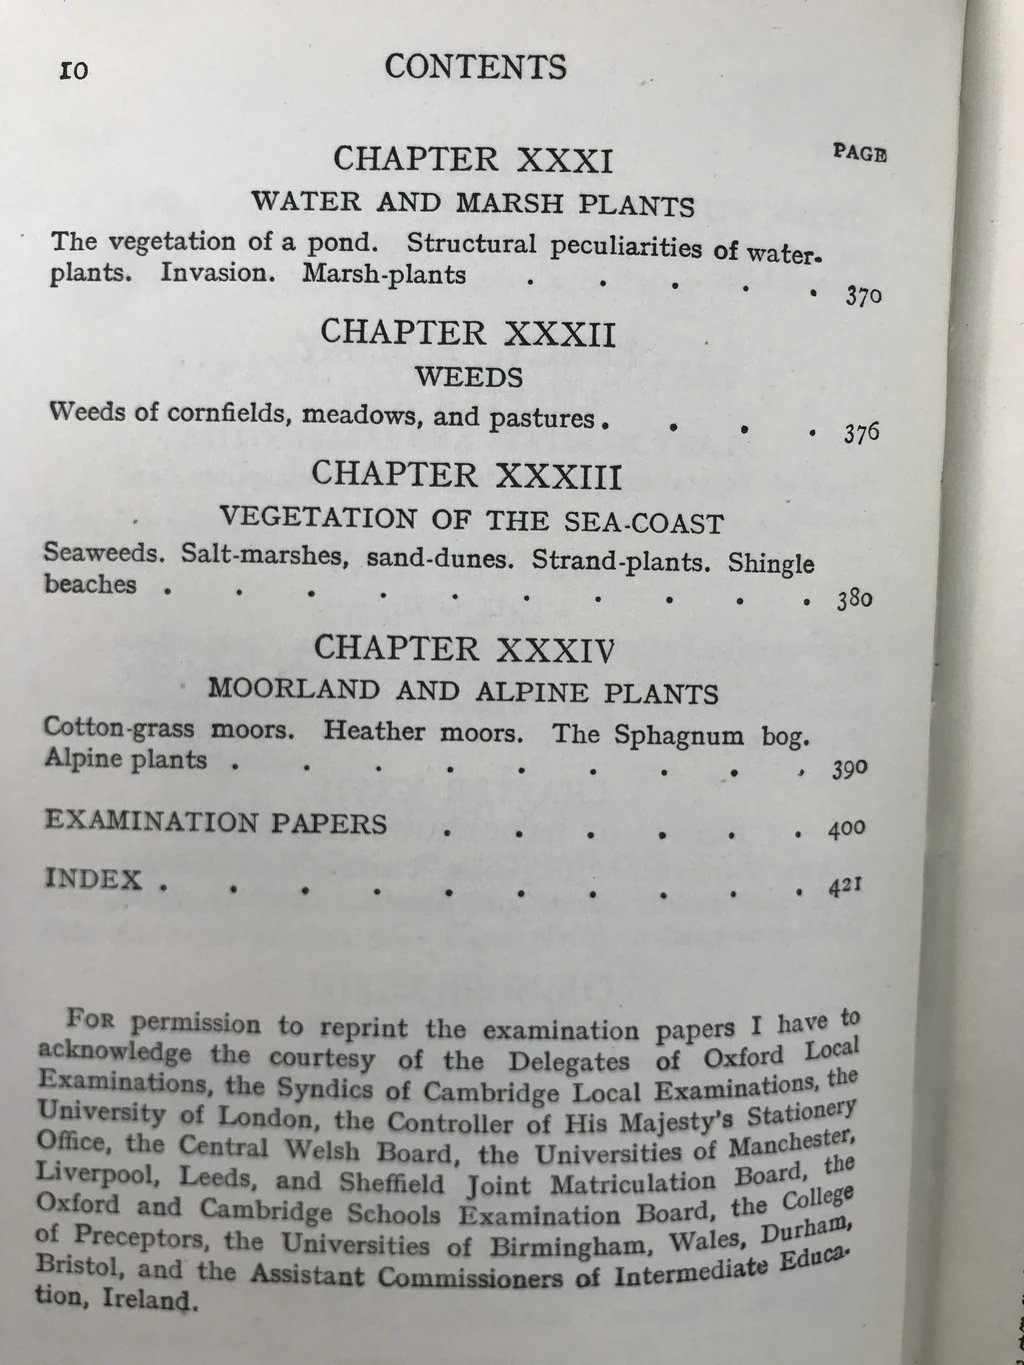 10 CONTENTS
CHAPTER XXXI PAGE
WATER AND MARSH PLANTS
The vegetation of a pond. Structural peculiarities of water-
plants. Invasion. Marsh-plants . . . . . 370
CHAPTER XXXII
WEEDS
Weeds of cornfields, meadows, and pastures . . . . 376
CHAPTER XXXIII
VEGETATION OF THE SEA-COAST
Seaweeds. Salt-marshes, sand-dunes. Strand-plants. Shingle
beaches . . . . . . . . . . 380
CHAPTER XXXIV
MOORLAND AND ALPINE PLANTS
Cotton-grass moors. Heather moors. The Sphagnum bog.
Alpine plants . . . . . . . . . 390
EXAMINATION PAPERS . . . . . . 400
INDEX . . . . . . . . . . 421
FOR permission to reprint the examination papers I have to
acknowledge the courtesy of the Delegates of Oxford Local
Examinations, the Syndics of Cambridge Local Examinations, the
University of London, the Controller of His Majesty's Stationery
Office, the Central Welsh Board, the Universities of Manchester,
Liverpool, Leeds, and Sheffield Joint Matriculation Board, the
Oxford and Cambridge Schools Examination Board, the College
of Preceptors, the Universities of Birmingham, Wales, Durham,
Bristol, and the Assistant Commissioners of Intermediate Educa-
tion, Ireland.